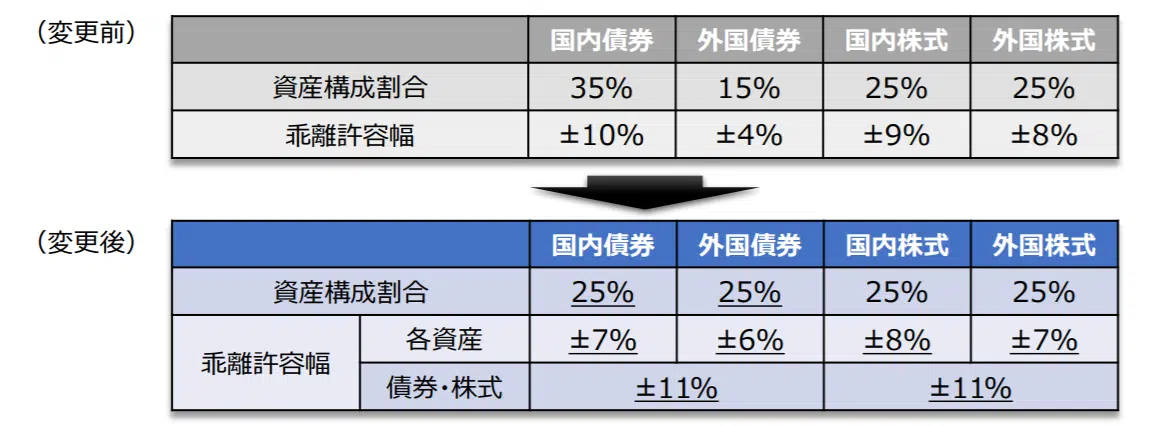 （変更前）
国内債券 外国債券 国内株式 外国株式
資産構成割合 35% 15% 25% 25%
乖離許容幅 ±10% ±4% ±9% ±8%
（変更後）
国内債券 外国債券 国内株式 外国株式
資産構成割合 25% 25% 25% 25%
乖離許容幅 各資産 ±7% ±6% ±8% ±7%
債券・株式 ±11% ±11%